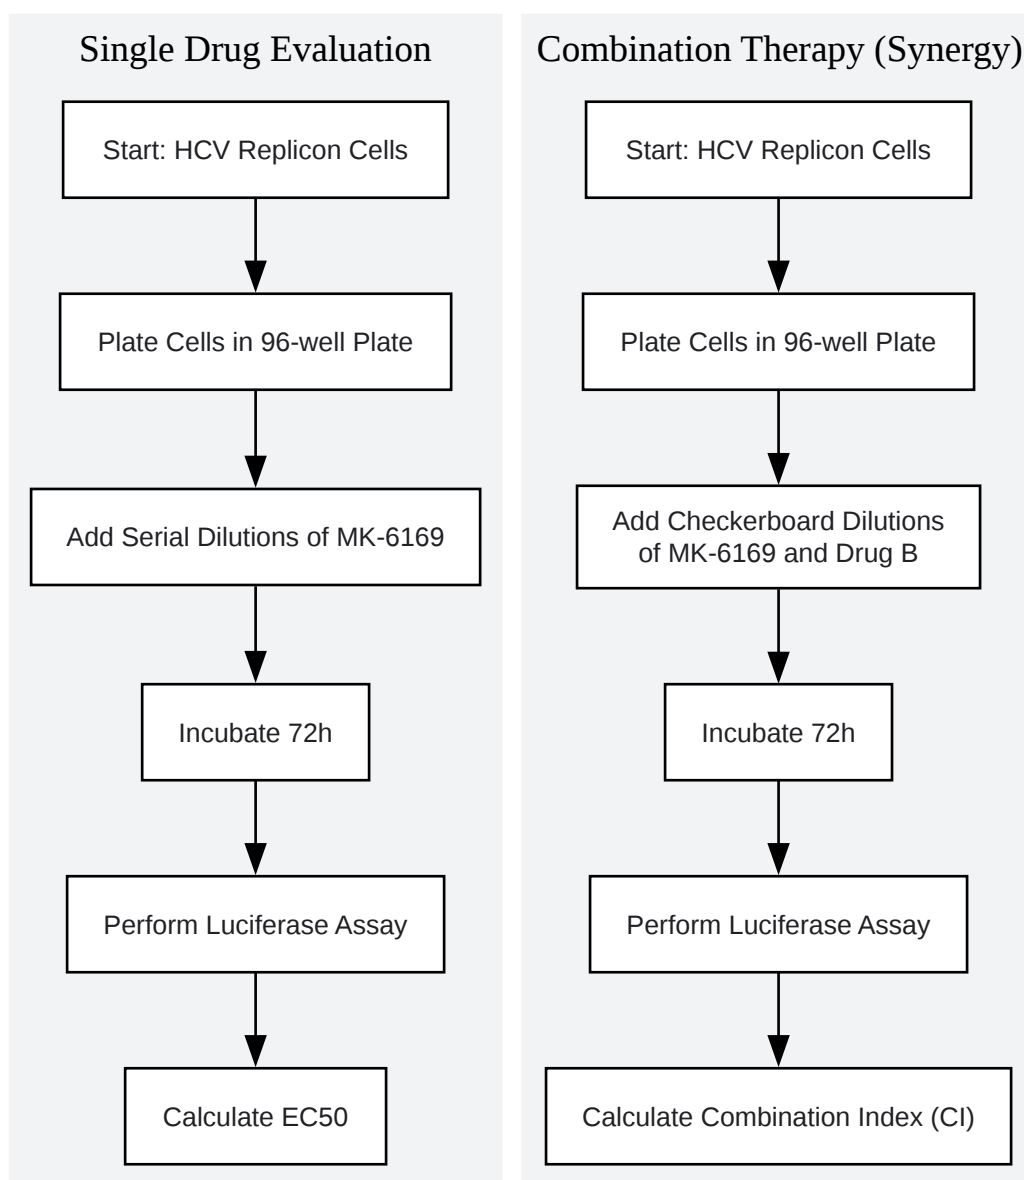 Single Drug Evaluation
Start: HCV Replicon Cells
Plate Cells in 96-well Plate
Add Serial Dilutions of MK-6169
Incubate 72h
Perform Luciferase Assay
Calculate EC50
Combination Therapy (Synergy)
Start: HCV Replicon Cells
Plate Cells in 96-well Plate
Add Checkerboard Dilutions
of MK-6169 and Drug B
Incubate 72h
Perform Luciferase Assay
Calculate Combination Index (CI)